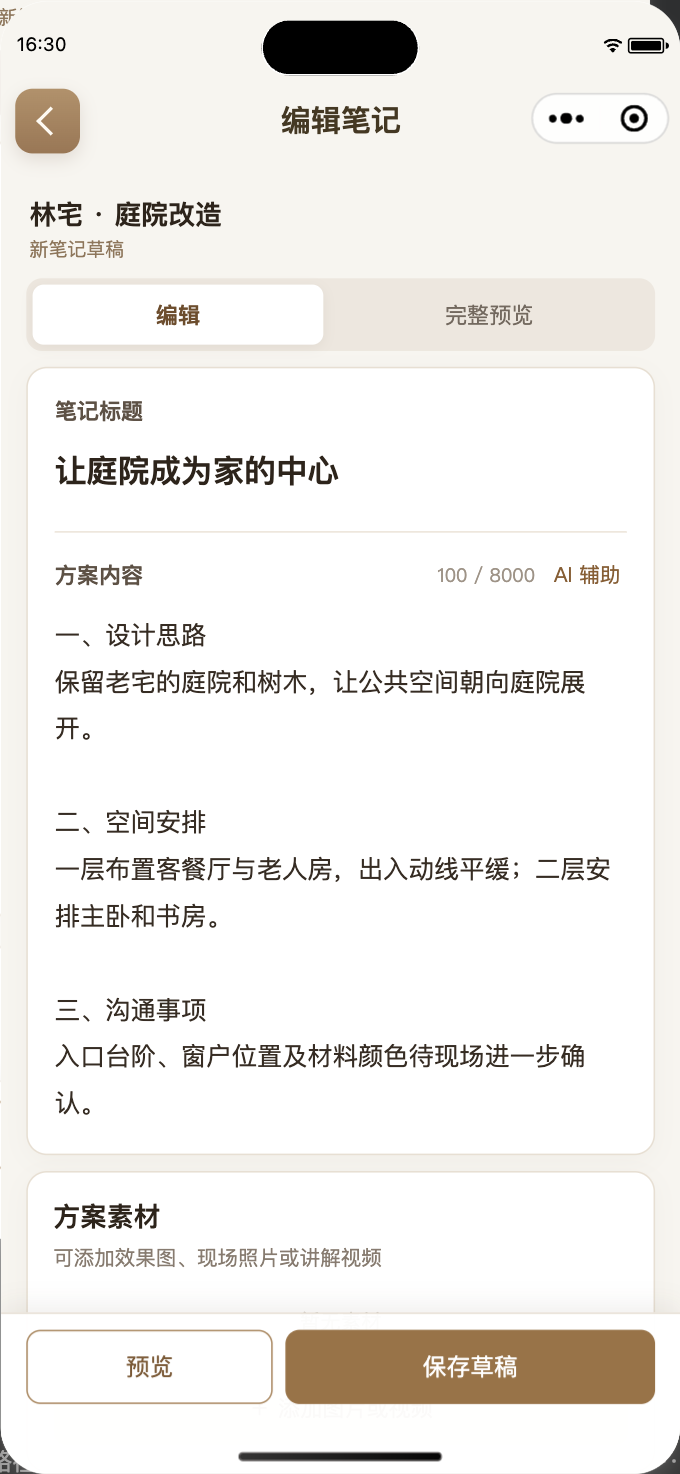 新
16:30
编辑笔记
林宅 · 庭院改造
新笔记草稿
编辑
完整预览
笔记标题
让庭院成为家的中心
方案内容
100 / 8000
AI 辅助
一、设计思路
保留老宅的庭院和树木，让公共空间朝向庭院展
开。
二、空间安排
一层布置客餐厅与老人房，出入动线平缓；二层安
排主卧和书房。
三、沟通事项
入口台阶、窗户位置及材料颜色待现场进一步确
认。
方案素材
可添加效果图、现场照片或讲解视频
预览
保存草稿